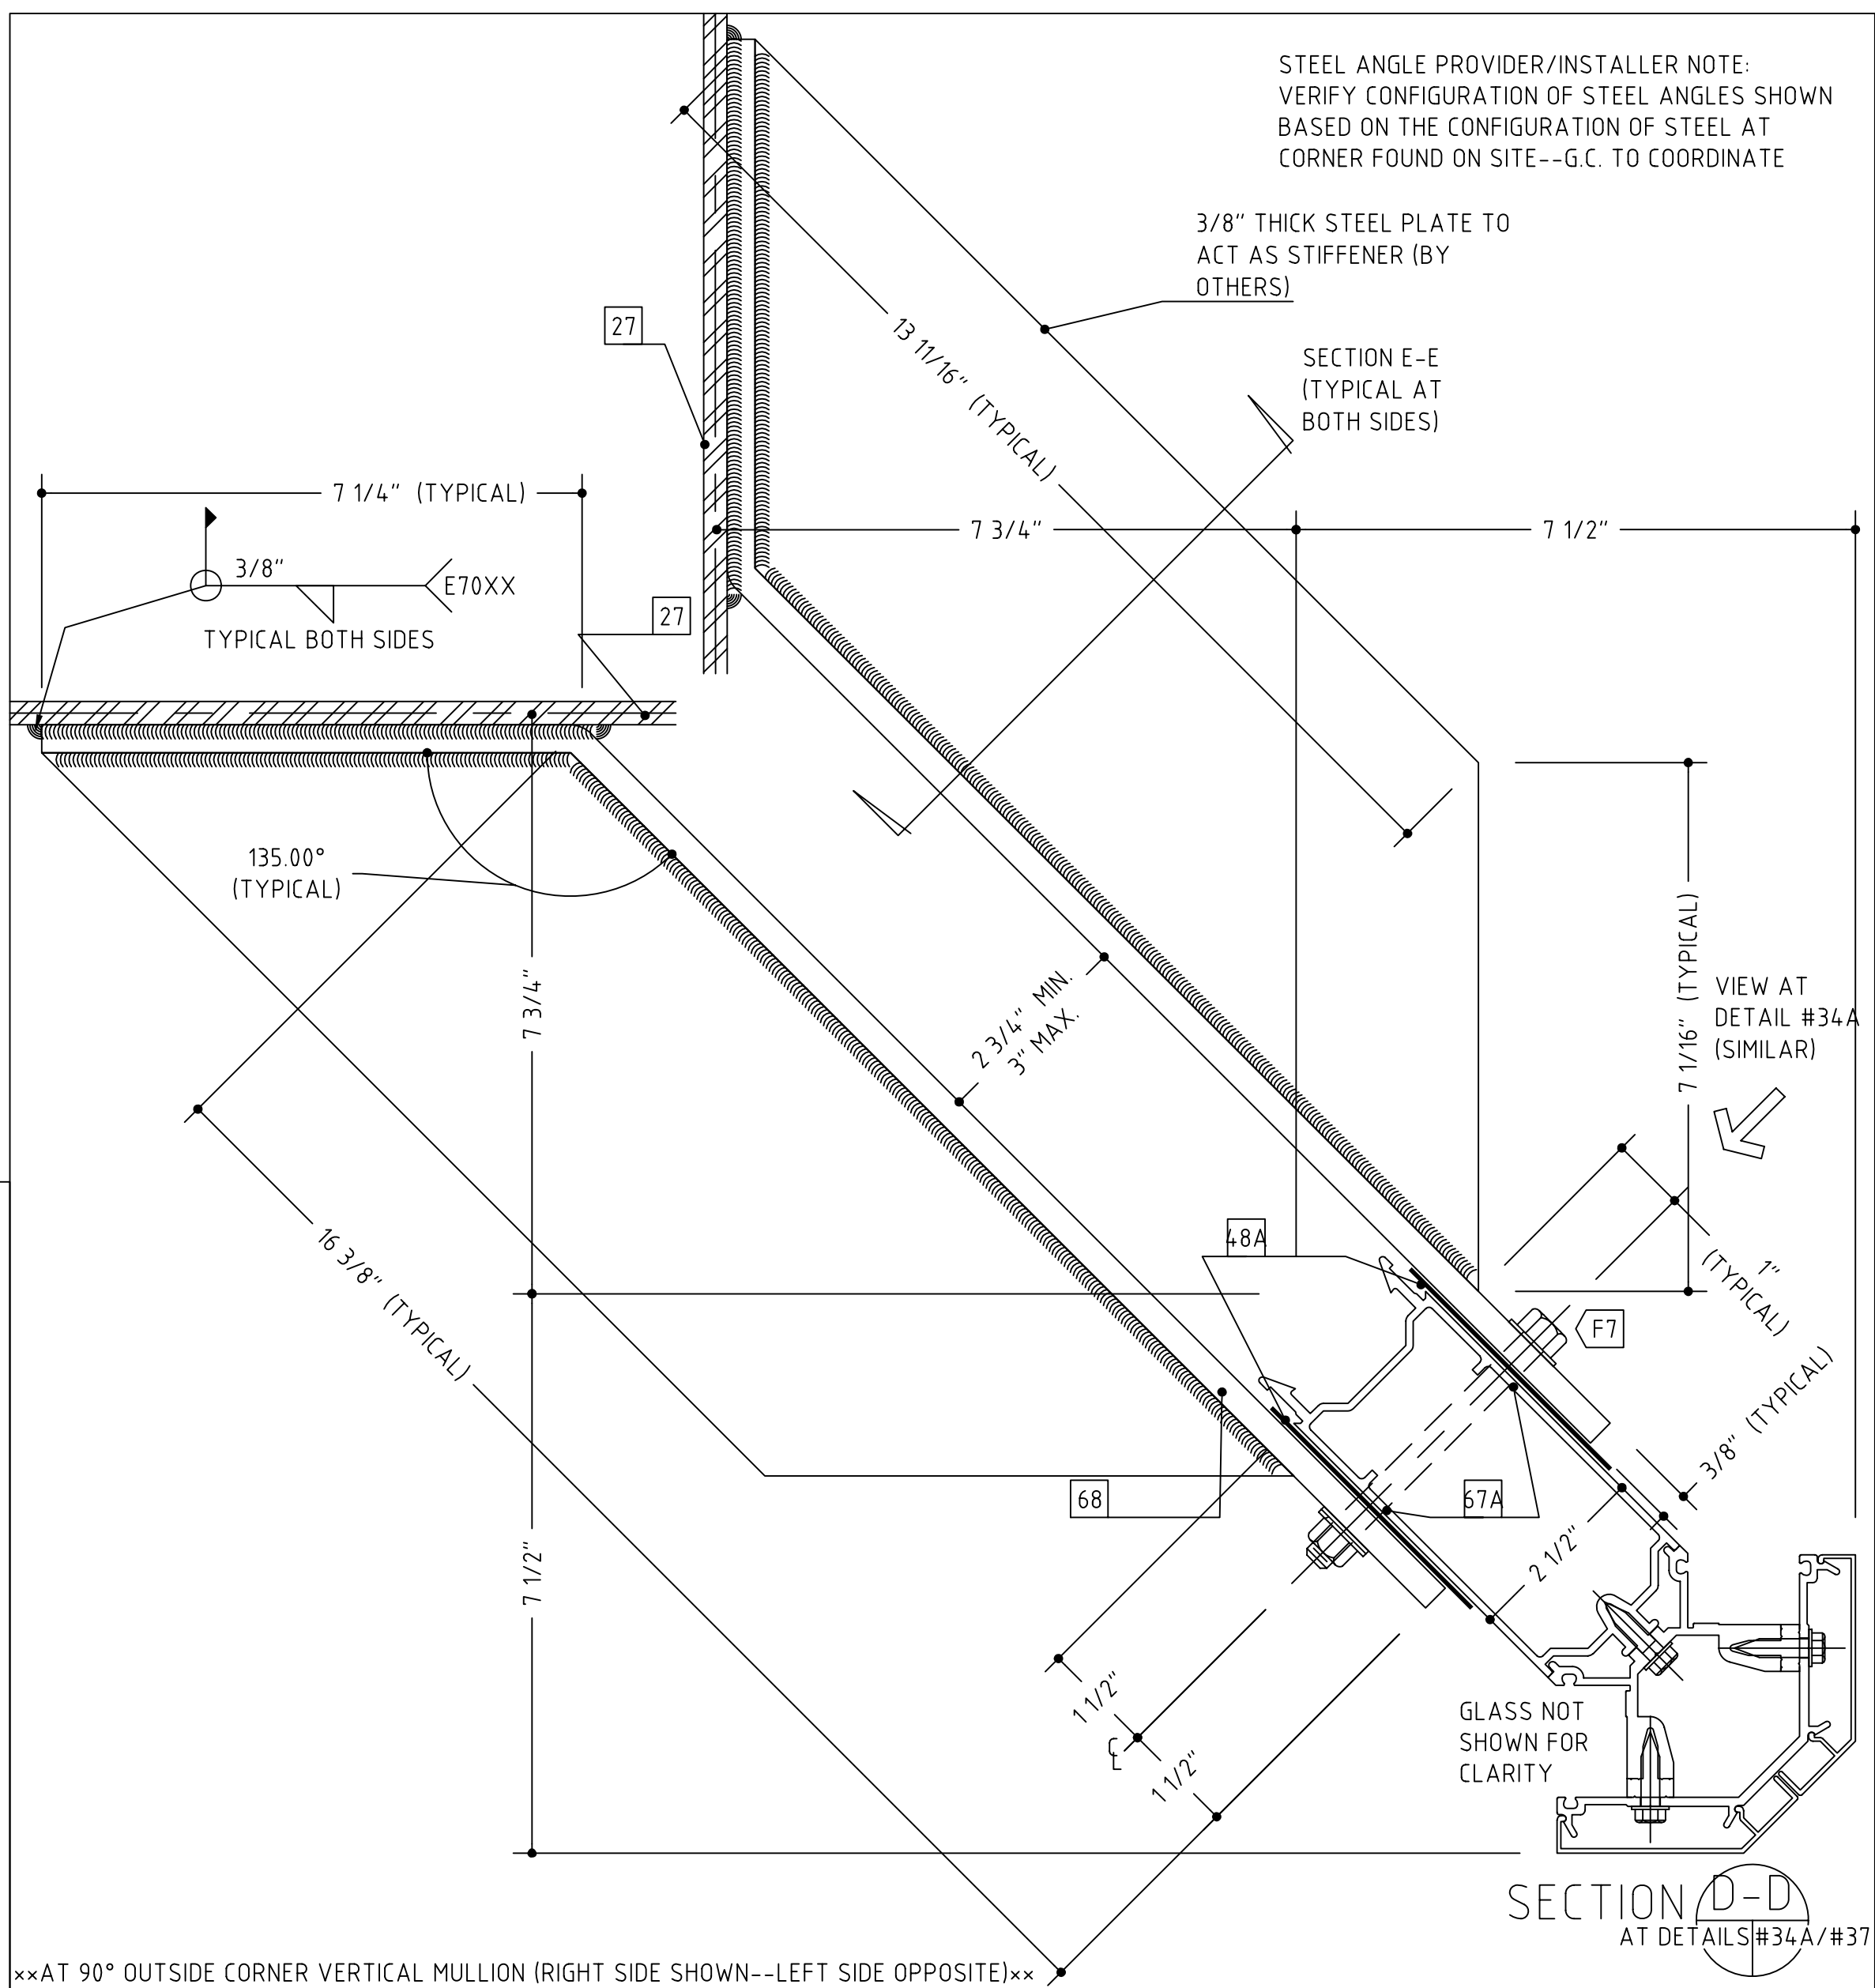 STEEL ANGLE PROVIDER/INSTALLER NOTE:
VERIFY CONFIGURATION OF STEEL ANGLES SHOWN
BASED ON THE CONFIGURATION OF STEEL AT
CORNER FOUND ON SITE--G.C. TO COORDINATE
3/8" THICK STEEL PLATE TO
ACT AS STIFFENER (BY
OTHERS)
27
13 11/16" (TYPICAL)
SECTION E-E
(TYPICAL AT
BOTH SIDES)
7 1/4" (TYPICAL)
7 3/4"
7 1/2"
3/8"
E70XX
TYPICAL BOTH SIDES
27
135.00°
(TYPICAL)
7 3/4"
2 3/4" MIN.
3" MAX.
7 1/16" (TYPICAL)
VIEW AT
DETAIL #34A
(SIMILAR)
16 3/8" (TYPICAL)
48A
1"
(TYPICAL)
F7
3/8" (TYPICAL)
68
67A
2 1/2"
7 1/2"
1 1/2"
℄
1 1/2"
GLASS NOT
SHOWN FOR
CLARITY
SECTION D-D
AT DETAILS #34A/#37
××AT 90° OUTSIDE CORNER VERTICAL MULLION (RIGHT SIDE SHOWN--LEFT SIDE OPPOSITE)××